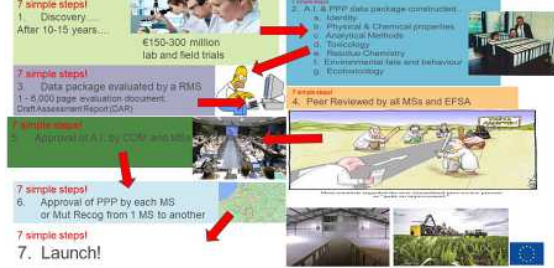 7 simple steps!
1. Discovery....
After 10-15 years....
€150-300 million
lab and field trials
7 simple steps!
2. A.I. & PPP data package constructed...
a. Identity
b. Physical & Chemical properties
c. Analytical Methods
d. Toxicology
e. Residue Chemistry
f. Environmental fate and behaviour
g. Ecotoxicology
7 simple steps!
3. Data package evaluated by a RMS
1 - 6,000 page evaluation document.
Draft Assessment Report (DAR)
7 simple steps!
4. Peer Reviewed by all MSs and EFSA
7 simple steps!
5. Approval of A.I. by COM and MSs
7 simple steps!
6. Approval of PPP by each MS
or Mut Recog from 1 MS to another
7 simple steps!
7. Launch!